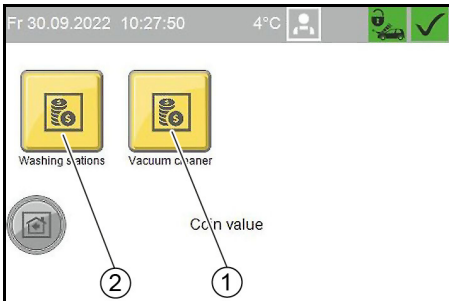 Fr 30.09.2022 10:27:50 4°C
Washing stations Vacuum cleaner
Coin value
2 1